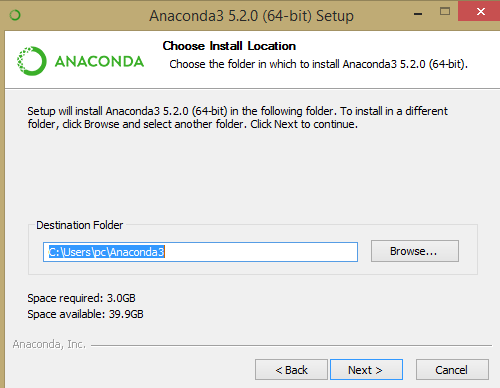 Anaconda3 5.2.0 (64-bit) Setup
ANACONDA
Choose Install Location
Choose the folder in which to install Anaconda3 5.2.0 (64-bit).
Setup will install Anaconda3 5.2.0 (64-bit) in the following folder. To install in a different
folder, click Browse and select another folder. Click Next to continue.
Destination Folder
C:\Users\pc\Anaconda3
Browse...
Space required: 3.0GB
Space available: 39.9GB
Anaconda, Inc.
< Back
Next >
Cancel